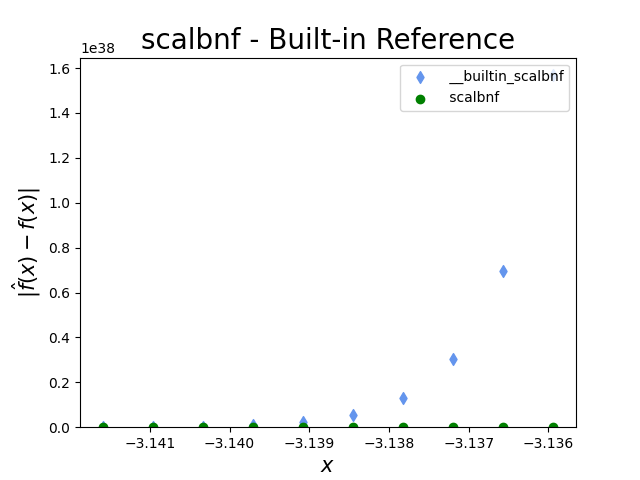 scalbnf - Built-in Reference
1e38
1.6
1.4
1.2
1.0
0.8
0.6
0.4
0.2
0.0
|f̂(x) − f(x)|
__builtin_scalbnf
scalbnf
−3.141
−3.140
−3.139
−3.138
−3.137
−3.136
x